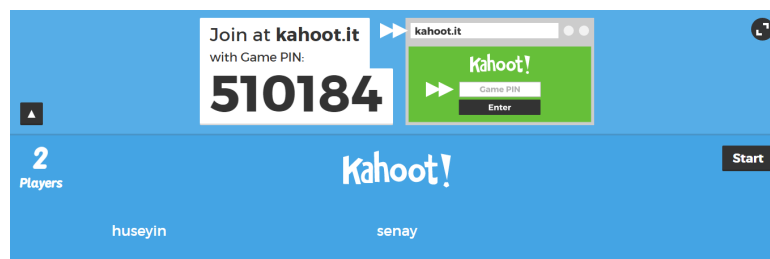 Join at kahoot.it
with Game PIN:
510184
kahoot.it
Kahoot!
Game PIN
Enter
2
Players
Kahoot!
Start
huseyin
senay